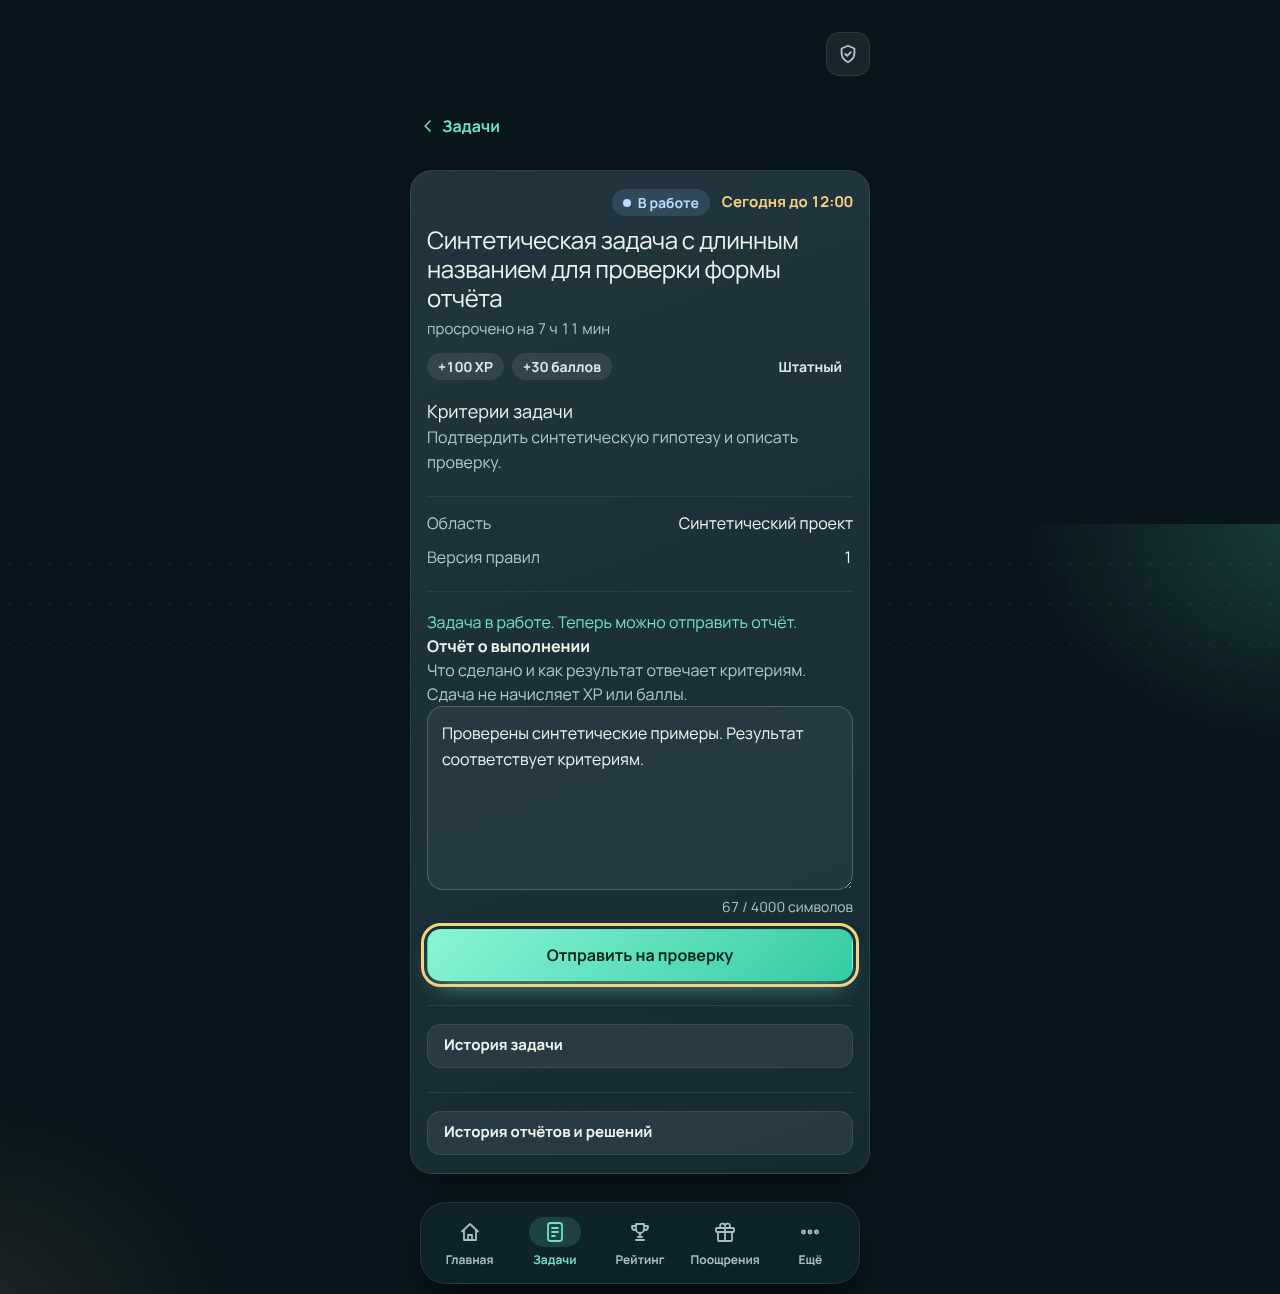 Задачи
В работе
Сегодня до 12:00
Синтетическая задача с длинным
названием для проверки формы
отчёта
просрочено на 7 ч 11 мин
+100 XP
+30 баллов
Штатный
Критерии задачи
Подтвердить синтетическую гипотезу и описать
проверку.
Область
Синтетический проект
Версия правил
1
Задача в работе. Теперь можно отправить отчёт.
Отчёт о выполнении
Что сделано и как результат отвечает критериям.
Сдача не начисляет XP или баллы.
Проверены синтетические примеры. Результат
соответствует критериям.
67 / 4000 символов
Отправить на проверку
История задачи
История отчётов и решений
Главная
Задачи
Рейтинг
Поощрения
Ещё